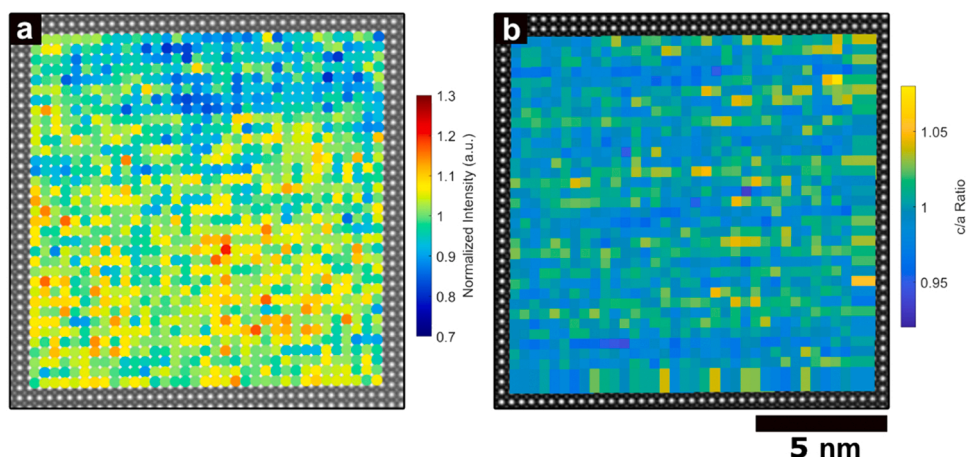 a
1.3
1.2
1.1
1
0.9
0.8
0.7
Normalized Intensity (a.u.)
b
1.05
1
0.95
c/a Ratio
5 nm